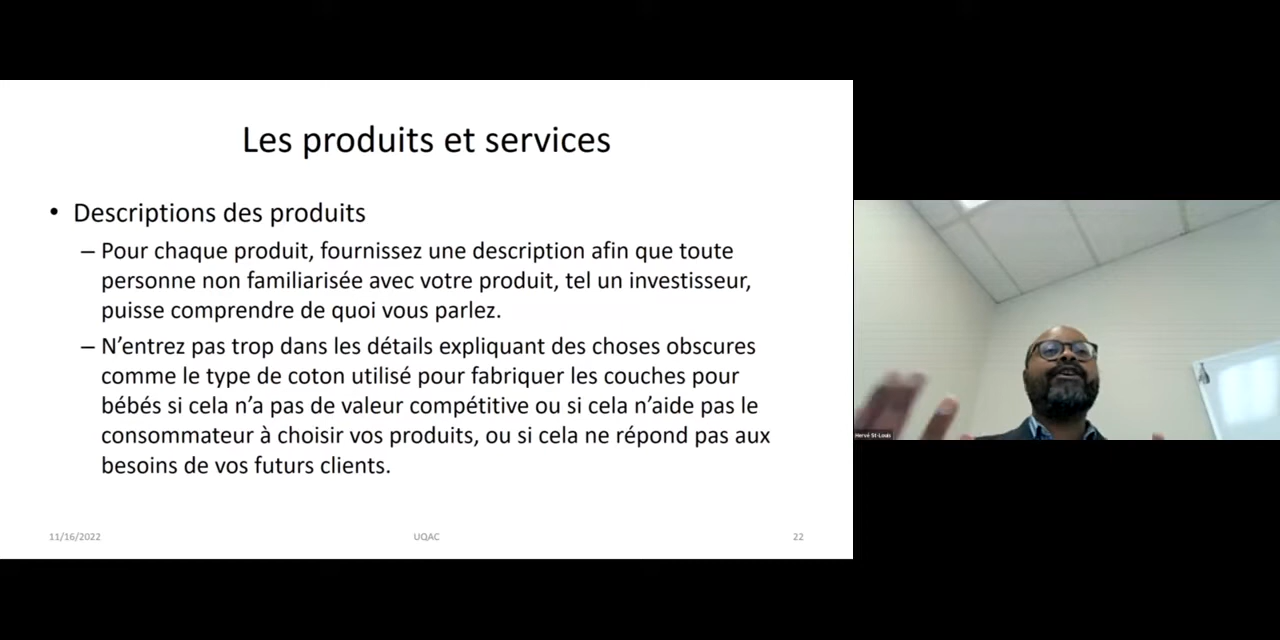 Les produits et services
• Descriptions des produits
– Pour chaque produit, fournissez une description afin que toute
personne non familiarisée avec votre produit, tel un investisseur,
puisse comprendre de quoi vous parlez.
– N’entrez pas trop dans les détails expliquant des choses obscures
comme le type de coton utilisé pour fabriquer les couches pour
bébés si cela n’a pas de valeur compétitive ou si cela n’aide pas le
consommateur à choisir vos produits, ou si cela ne répond pas aux
besoins de vos futurs clients.
11/16/2022 UQAC 22
Hervé St-Louis